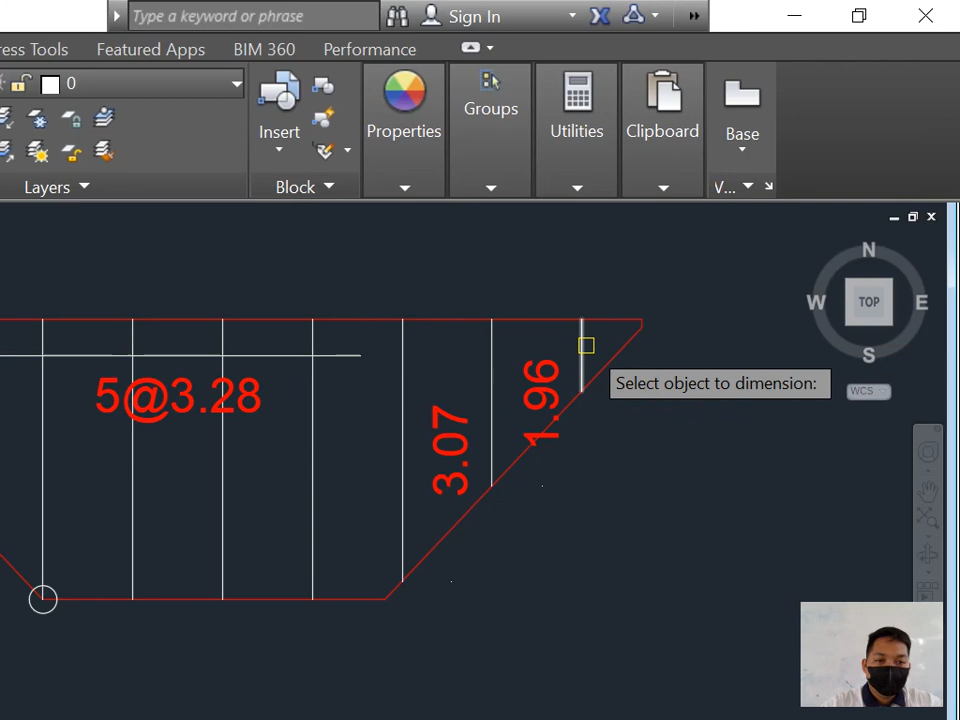 Type a keyword or phrase
Sign In
ress Tools
Featured Apps
BIM 360
Performance
0
Insert
Properties
Groups
Utilities
Clipboard
Base
Layers
Block
V...
N
W
TOP
E
S
WCS
5@3.28
3.07
1.96
Select object to dimension: